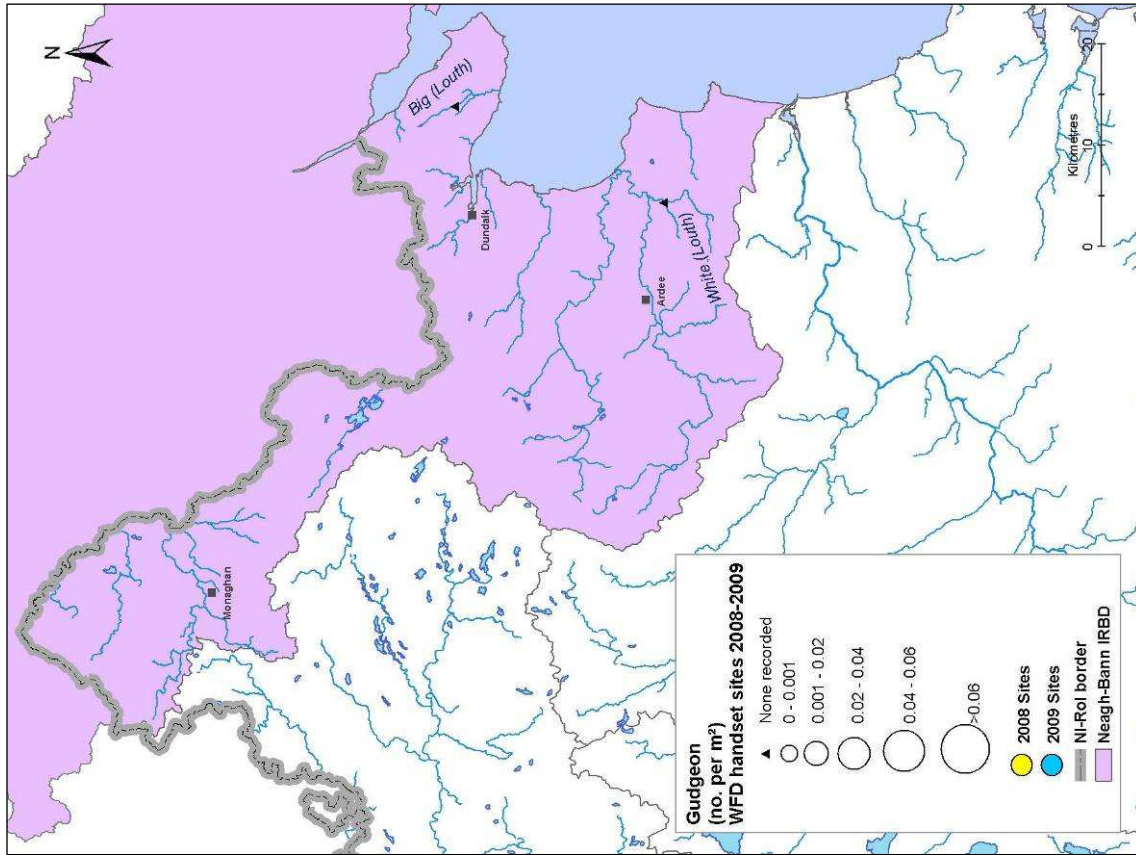 N
Big (Louth)
Dundalk
Monaghan
Ardee
White (Louth)
Gudgeon
(no. per m²)
WFD handset sites 2008-2009
None recorded
0 - 0.001
0.001 - 0.02
0.02 - 0.04
0.04 - 0.06
>0.06
2008 Sites
2009 Sites
NI-RoI border
Neagh-Bann IRBD
0 10 20
Kilometres